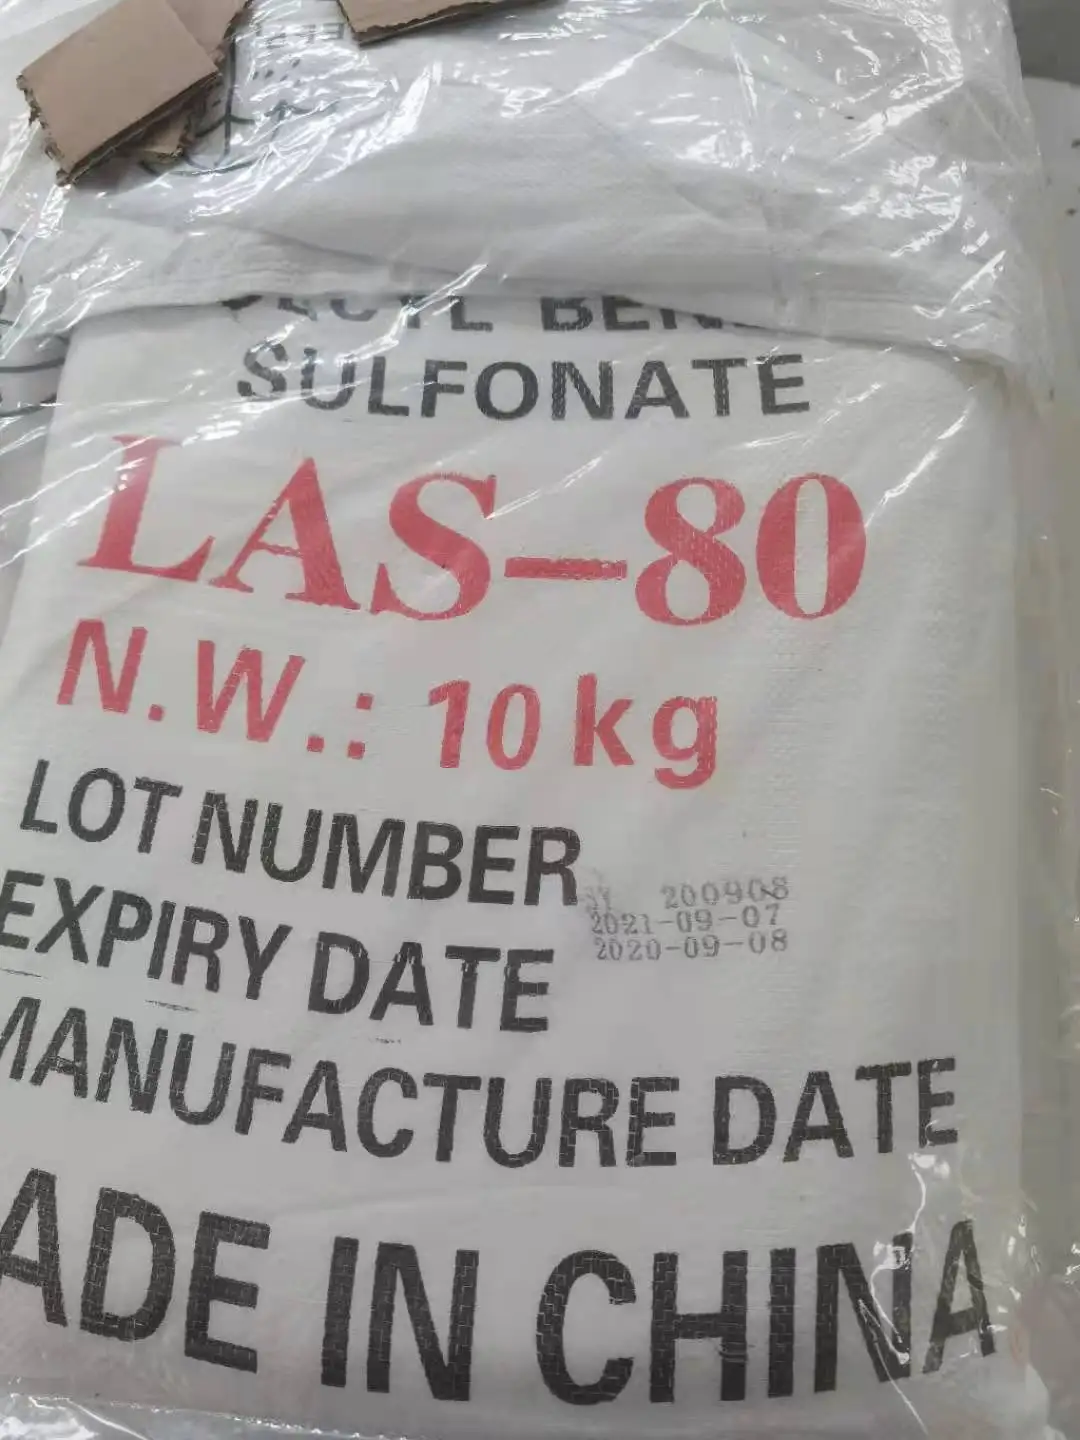 SULFONATE
LAS-80
N.W.: 10kg
LOT NUMBER
200908
EXPIRY DATE
2021-09-07
2020-09-08
MANUFACTURE DATE
ADE IN CHINA